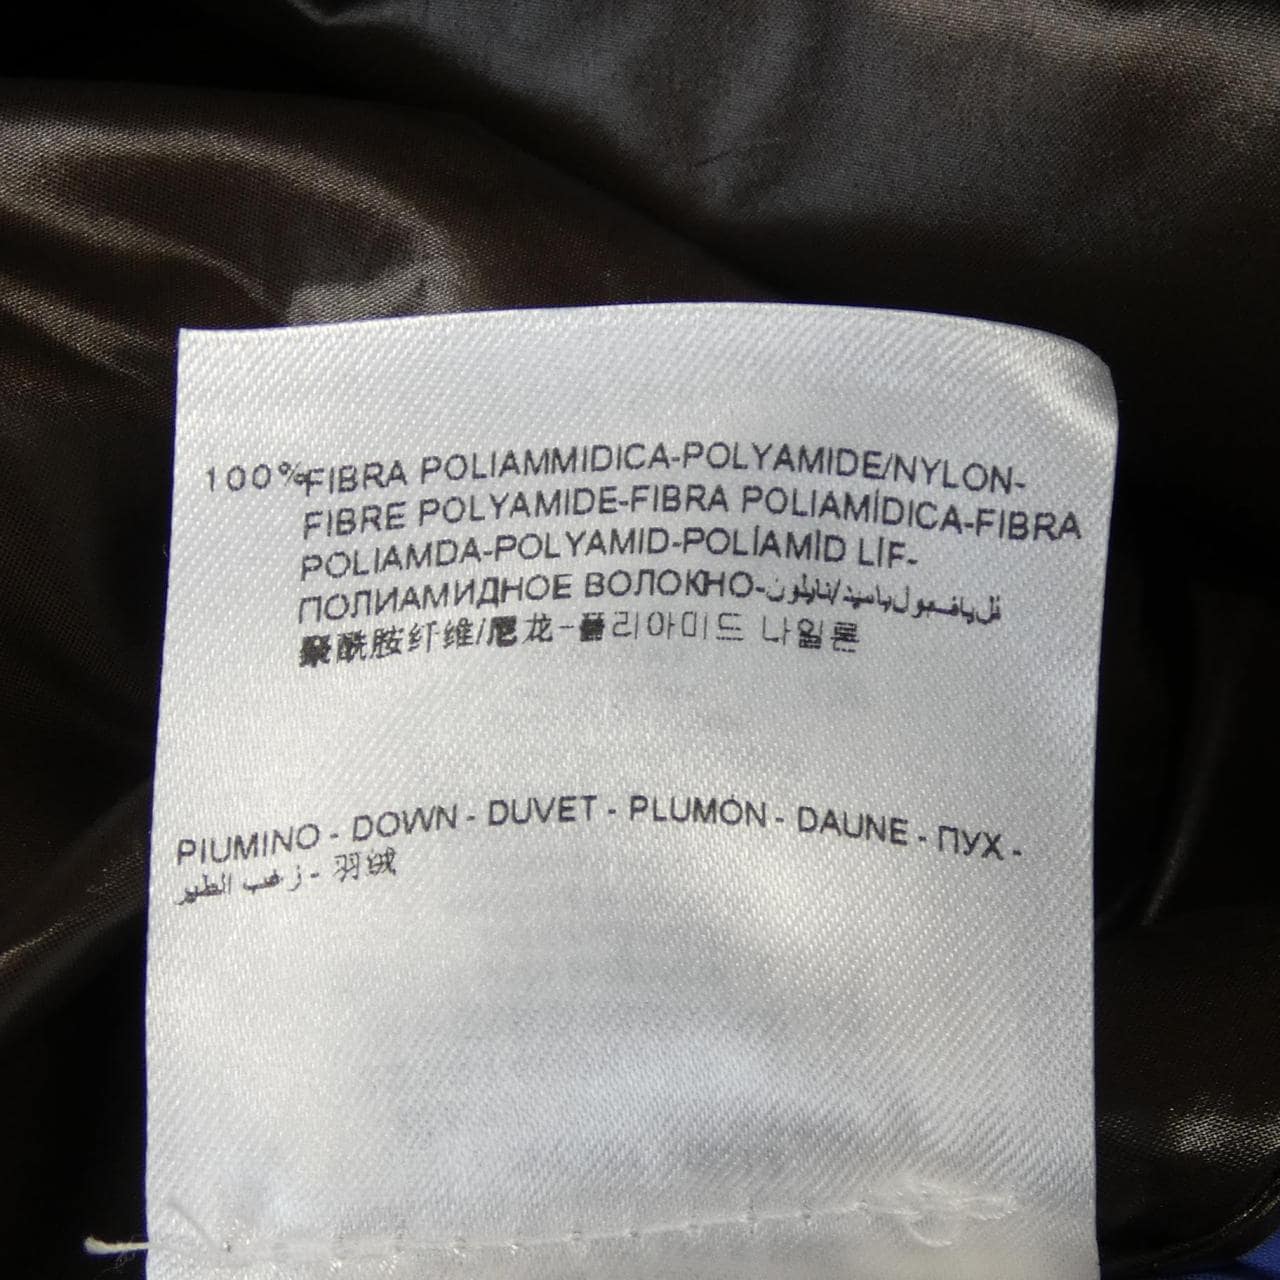 100%FIBRA POLIAMMIDICA-POLYAMIDE/NYLON-
FIBRE POLYAMIDE-FIBRA POLIAMÍDICA-FIBRA
POLIAMDA-POLYAMID-POLİAMİD LİF-
ПОЛИАМИДНОЕ ВОЛОКНО-
聚酰胺纤维/尼龙-폴리아미드 나일론
PIUMINO - DOWN - DUVET - PLUMÓN - DAUNE - ПУХ -
زغب الطير - 羽绒